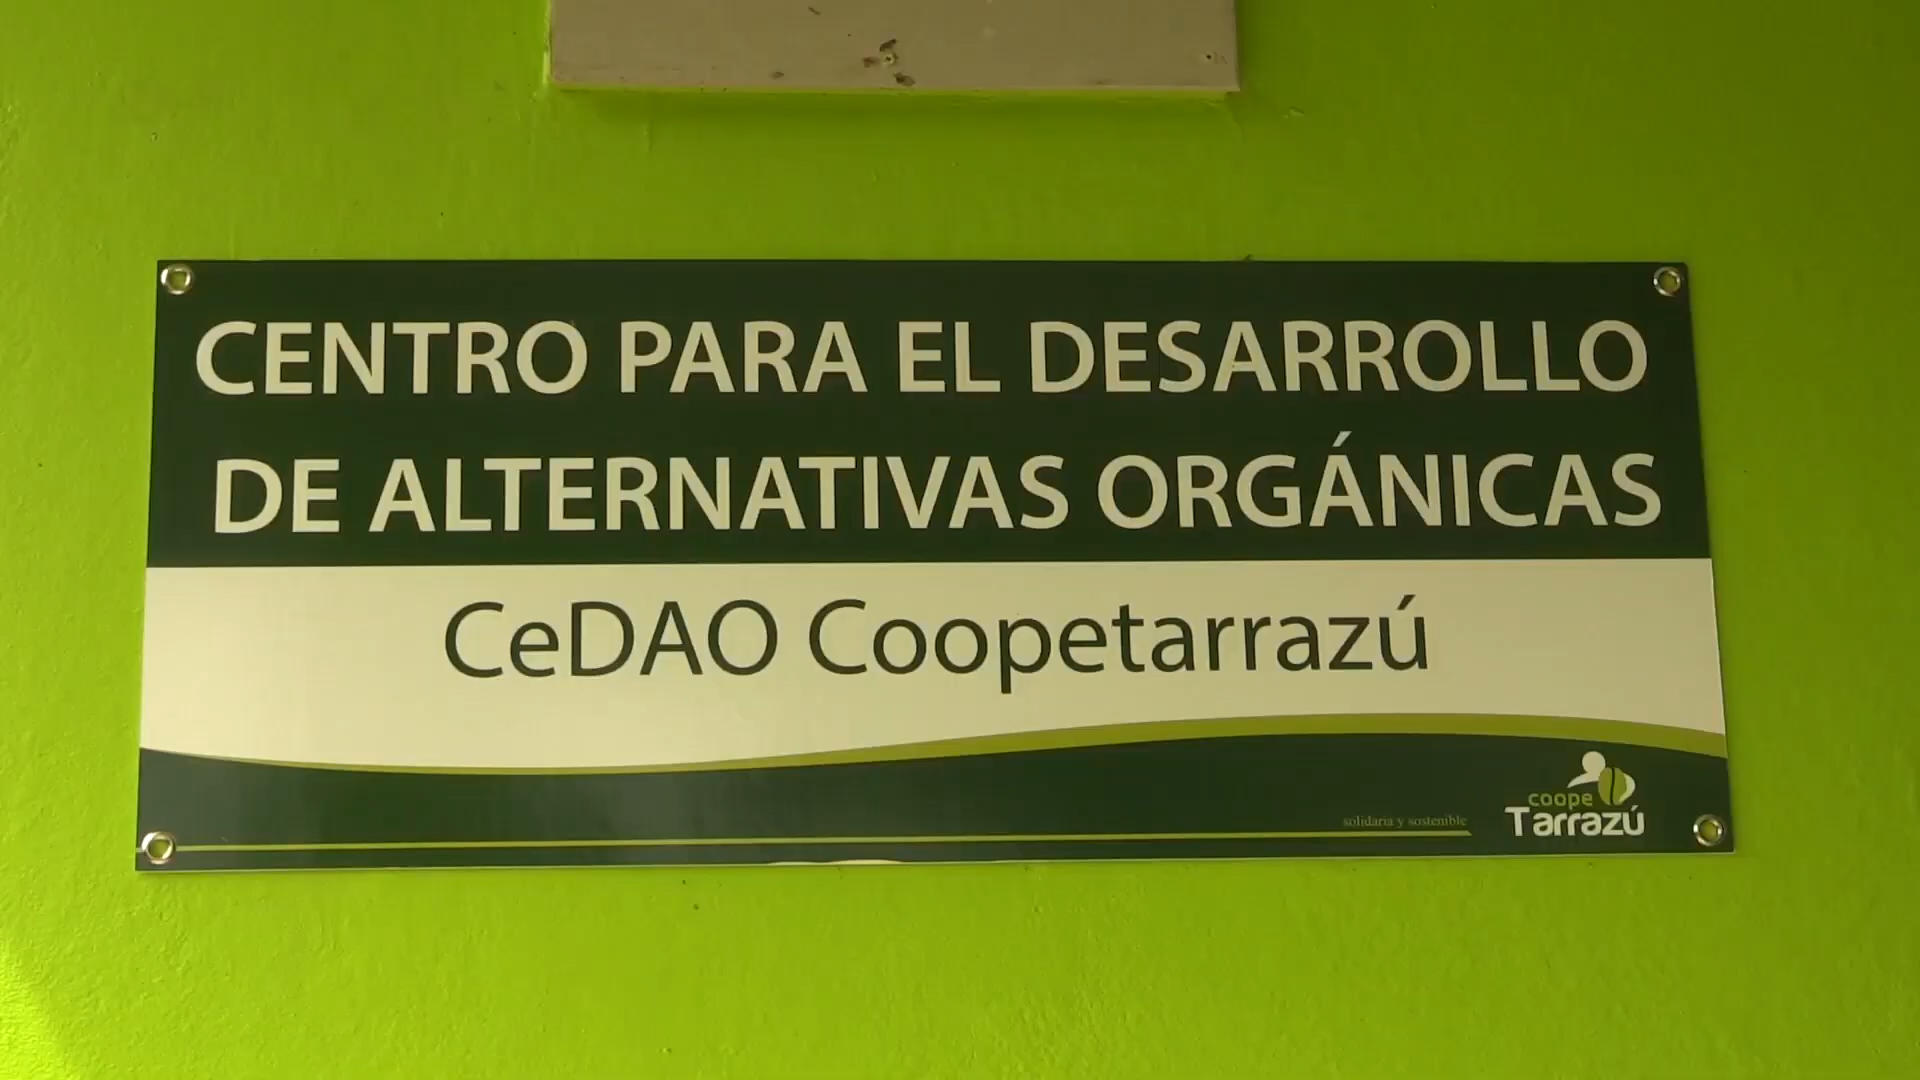 CENTRO PARA EL DESARROLLO
DE ALTERNATIVAS ORGÁNICAS
CeDAO Coopetarrazú
solidaria y sostenible
coope
Tarrazú